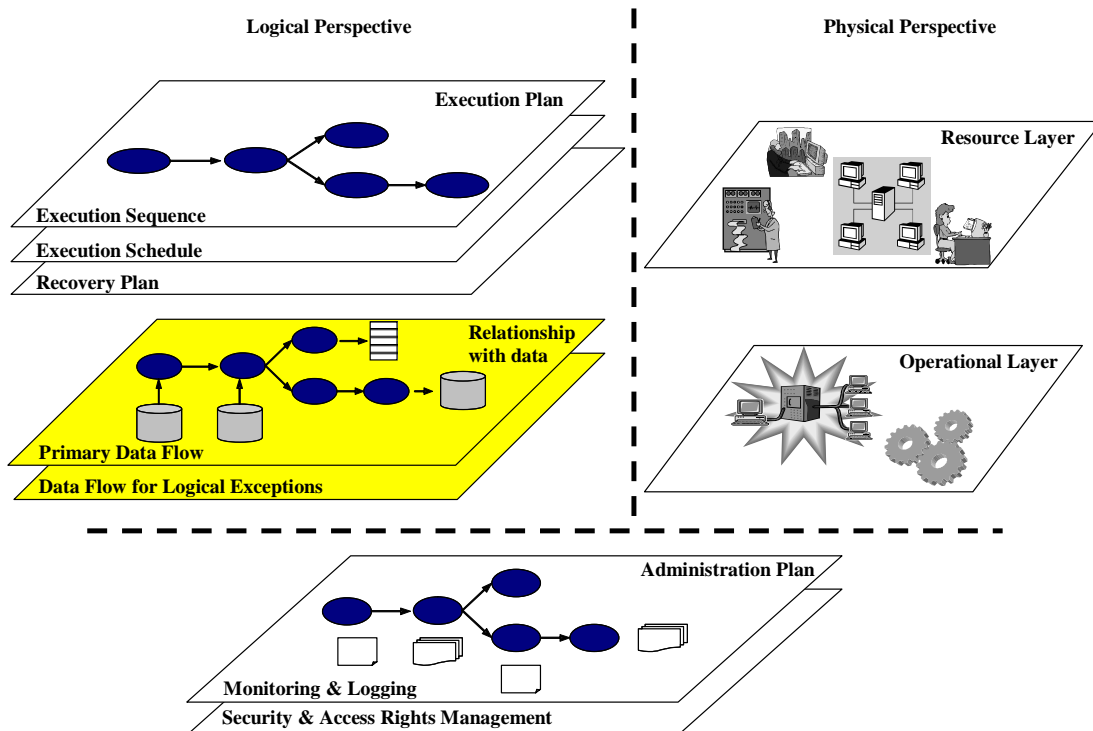 Logical Perspective
Physical Perspective
Execution Plan
Execution Sequence
Execution Schedule
Recovery Plan
Resource Layer
Relationship
with data
Primary Data Flow
Data Flow for Logical Exceptions
Operational Layer
Administration Plan
Monitoring & Logging
Security & Access Rights Management